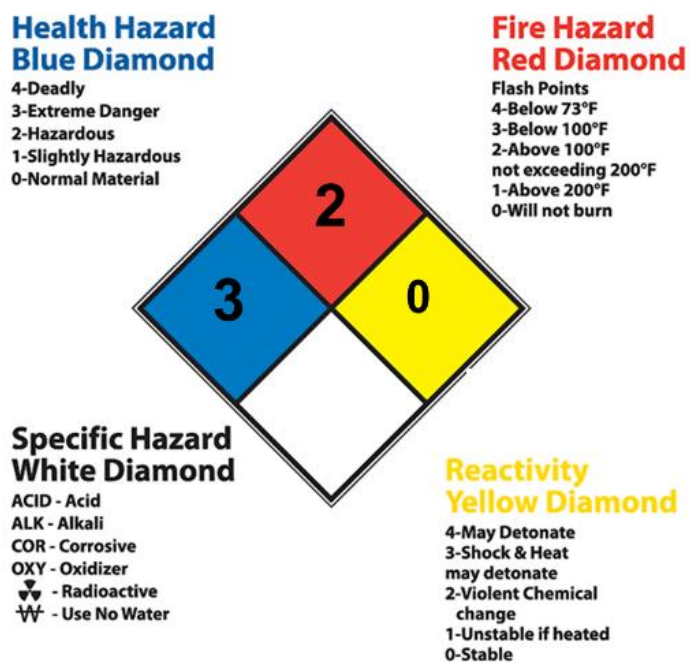 Health Hazard
Blue Diamond
4-Deadly
3-Extreme Danger
2-Hazardous
1-Slightly Hazardous
0-Normal Material
Fire Hazard
Red Diamond
Flash Points
4-Below 73°F
3-Below 100°F
2-Above 100°F
not exceeding 200°F
1-Above 200°F
0-Will not burn
2
3
0
Specific Hazard
White Diamond
ACID - Acid
ALK - Alkali
COR - Corrosive
OXY - Oxidizer
☢ - Radioactive
W̶ - Use No Water
Reactivity
Yellow Diamond
4-May Detonate
3-Shock & Heat
may detonate
2-Violent Chemical
change
1-Unstable if heated
0-Stable